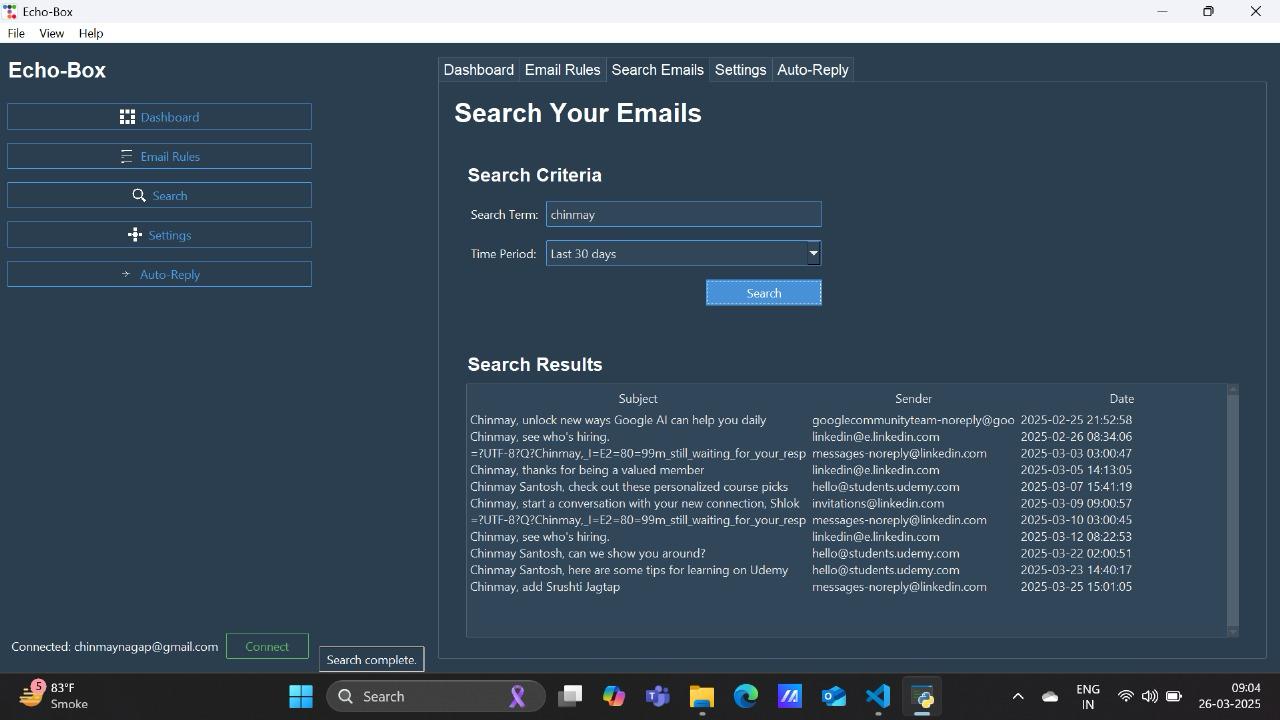 Echo-Box
File View Help
Echo-Box
Dashboard
Email Rules
Search
Settings
Auto-Reply
Dashboard Email Rules Search Emails Settings Auto-Reply
Search Your Emails
Search Criteria
Search Term: chinmay
Time Period: Last 30 days
Search
Search Results
Subject Sender Date
Chinmay, unlock new ways Google AI can help you daily googlecommunityteam-noreply@goo 2025-02-25 21:52:58
Chinmay, see who's hiring. linkedin@e.linkedin.com 2025-02-26 08:34:06
=?UTF-8?Q?Chinmay,_I=E2=80=99m_still_waiting_for_your_resp messages-noreply@linkedin.com 2025-03-03 03:00:47
Chinmay, thanks for being a valued member linkedin@e.linkedin.com 2025-03-05 14:13:05
Chinmay Santosh, check out these personalized course picks hello@students.udemy.com 2025-03-07 15:41:19
Chinmay, start a conversation with your new connection, Shlok invitations@linkedin.com 2025-03-09 09:00:57
=?UTF-8?Q?Chinmay,_I=E2=80=99m_still_waiting_for_your_resp messages-noreply@linkedin.com 2025-03-10 03:00:45
Chinmay, see who's hiring. linkedin@e.linkedin.com 2025-03-12 08:22:53
Chinmay Santosh, can we show you around? hello@students.udemy.com 2025-03-22 02:00:51
Chinmay Santosh, here are some tips for learning on Udemy hello@students.udemy.com 2025-03-23 14:40:17
Chinmay, add Srushti Jagtap messages-noreply@linkedin.com 2025-03-25 15:01:05
Connected: chinmaynagap@gmail.com Connect
Search complete.
5
83°F
Smoke
Search
ENG
IN
09:04
26-03-2025